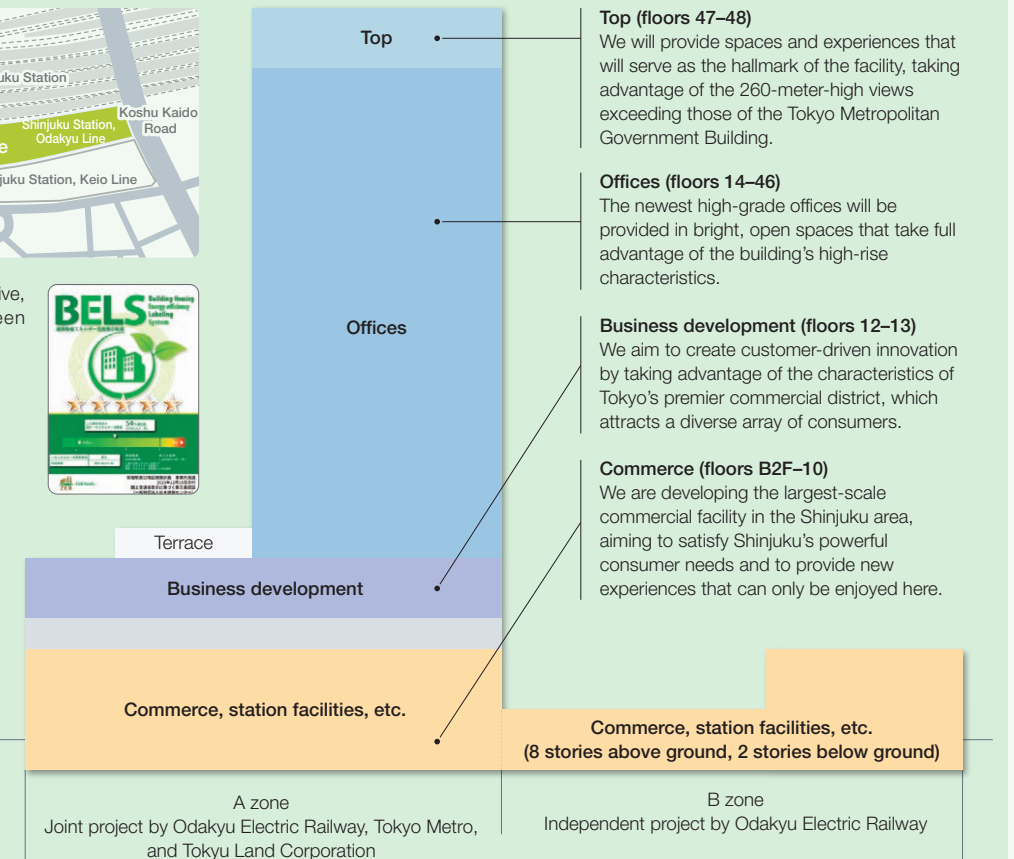 uku Station
Koshu Kaido
Road
Shinjuku Station,
Odakyu Line
e
juku Station, Keio Line
ive,
een
BELS
Building-Housing
Energy-efficiency
Labeling
System
Top
Offices
Terrace
Business development
Commerce, station facilities, etc.
Commerce, station facilities, etc.
(8 stories above ground, 2 stories below ground)
A zone
Joint project by Odakyu Electric Railway, Tokyo Metro,
and Tokyu Land Corporation
B zone
Independent project by Odakyu Electric Railway
Top (floors 47–48)
We will provide spaces and experiences that
will serve as the hallmark of the facility, taking
advantage of the 260-meter-high views
exceeding those of the Tokyo Metropolitan
Government Building.
Offices (floors 14–46)
The newest high-grade offices will be
provided in bright, open spaces that take full
advantage of the building’s high-rise
characteristics.
Business development (floors 12–13)
We aim to create customer-driven innovation
by taking advantage of the characteristics of
Tokyo’s premier commercial district, which
attracts a diverse array of consumers.
Commerce (floors B2F–10)
We are developing the largest-scale
commercial facility in the Shinjuku area,
aiming to satisfy Shinjuku’s powerful
consumer needs and to provide new
experiences that can only be enjoyed here.